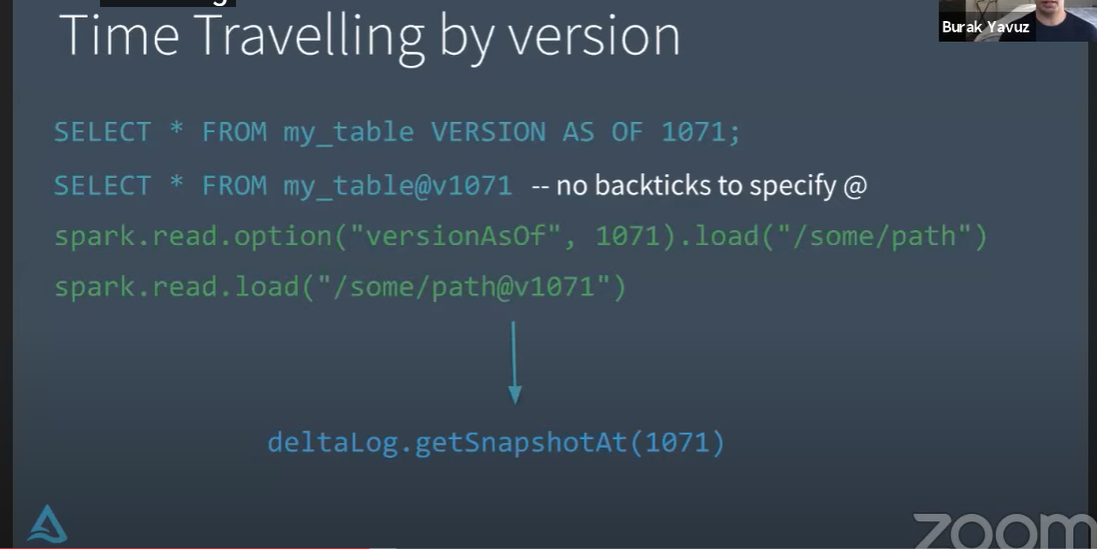 Time Travelling by version
Burak Yavuz
SELECT * FROM my_table VERSION AS OF 1071;
SELECT * FROM my_table@v1071 -- no backticks to specify @
spark.read.option("versionAsOf", 1071).load("/some/path")
spark.read.load("/some/path@v1071")
deltaLog.getSnapshotAt(1071)
zoom